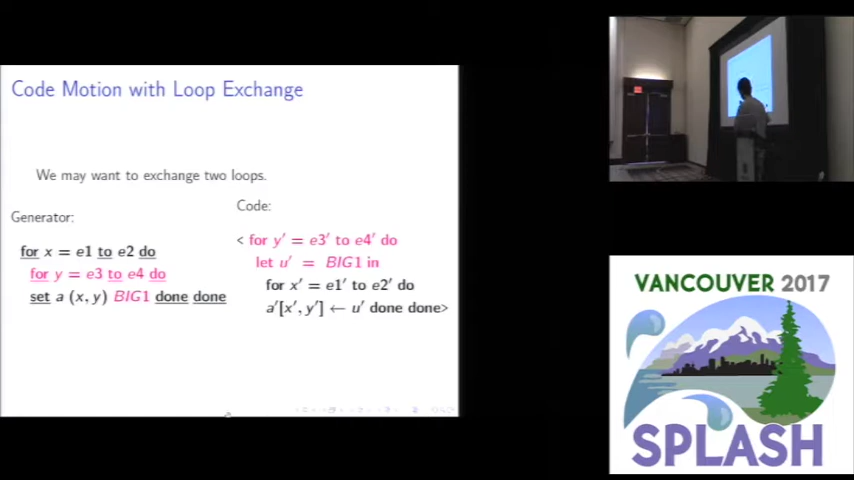 Code Motion with Loop Exchange
We may want to exchange two loops.
Generator:
for x = e1 to e2 do
for y = e3 to e4 do
set a (x, y) BIG1 done done
Code:
< for y′ = e3′ to e4′ do
let u′ = BIG1 in
for x′ = e1′ to e2′ do
a′[x′, y′] ← u′ done done>
VANCOUVER 2017
SPLASH